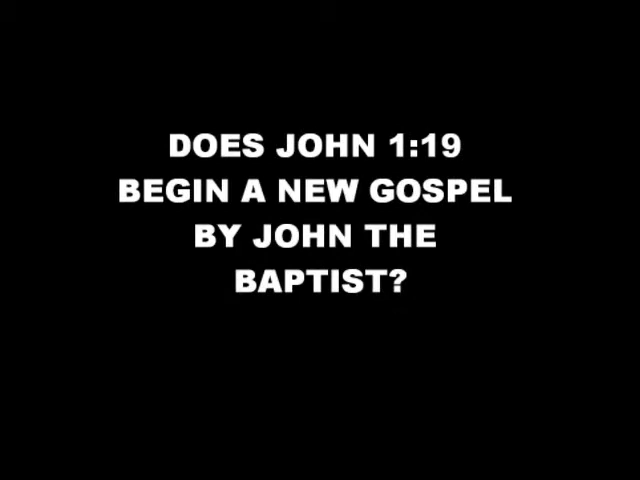 DOES JOHN 1:19
BEGIN A NEW GOSPEL
BY JOHN THE
BAPTIST?